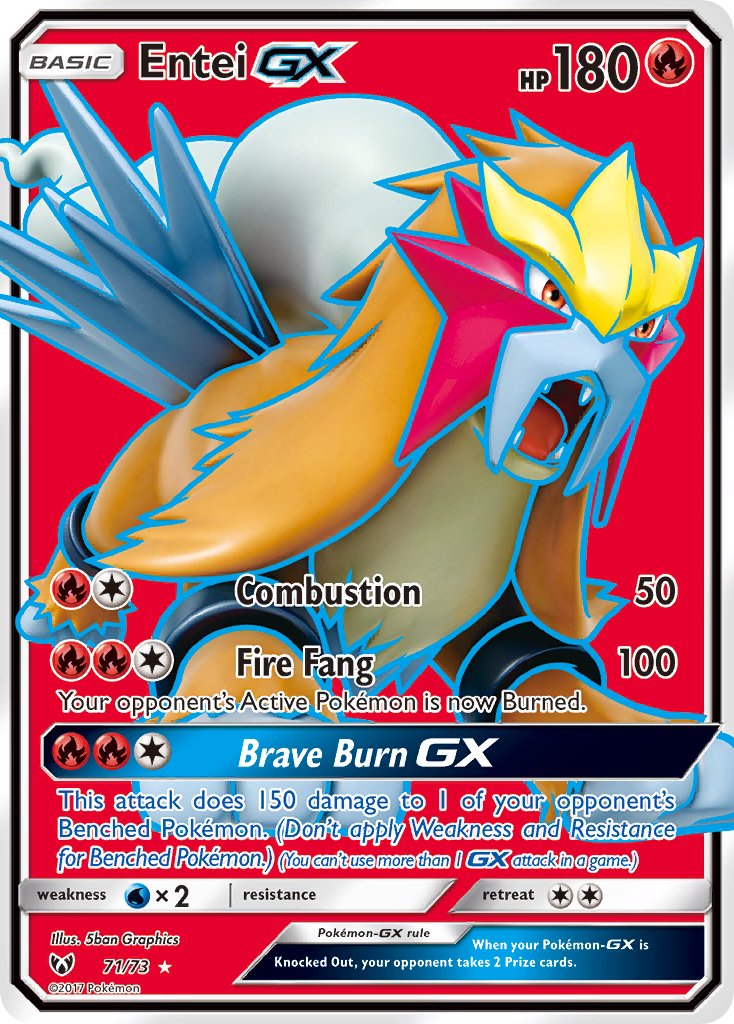 BASIC Entei GX HP 180
Combustion 50
Fire Fang 100
Your opponent's Active Pokémon is now Burned.
Brave Burn GX
This attack does 150 damage to 1 of your opponent's
Benched Pokémon. (Don't apply Weakness and Resistance
for Benched Pokémon.) (You can't use more than 1 GX attack in a game.)
weakness ×2 resistance retreat
Illus. 5ban Graphics
71/73
©2017 Pokémon
Pokémon-GX rule
When your Pokémon-GX is
Knocked Out, your opponent takes 2 Prize cards.